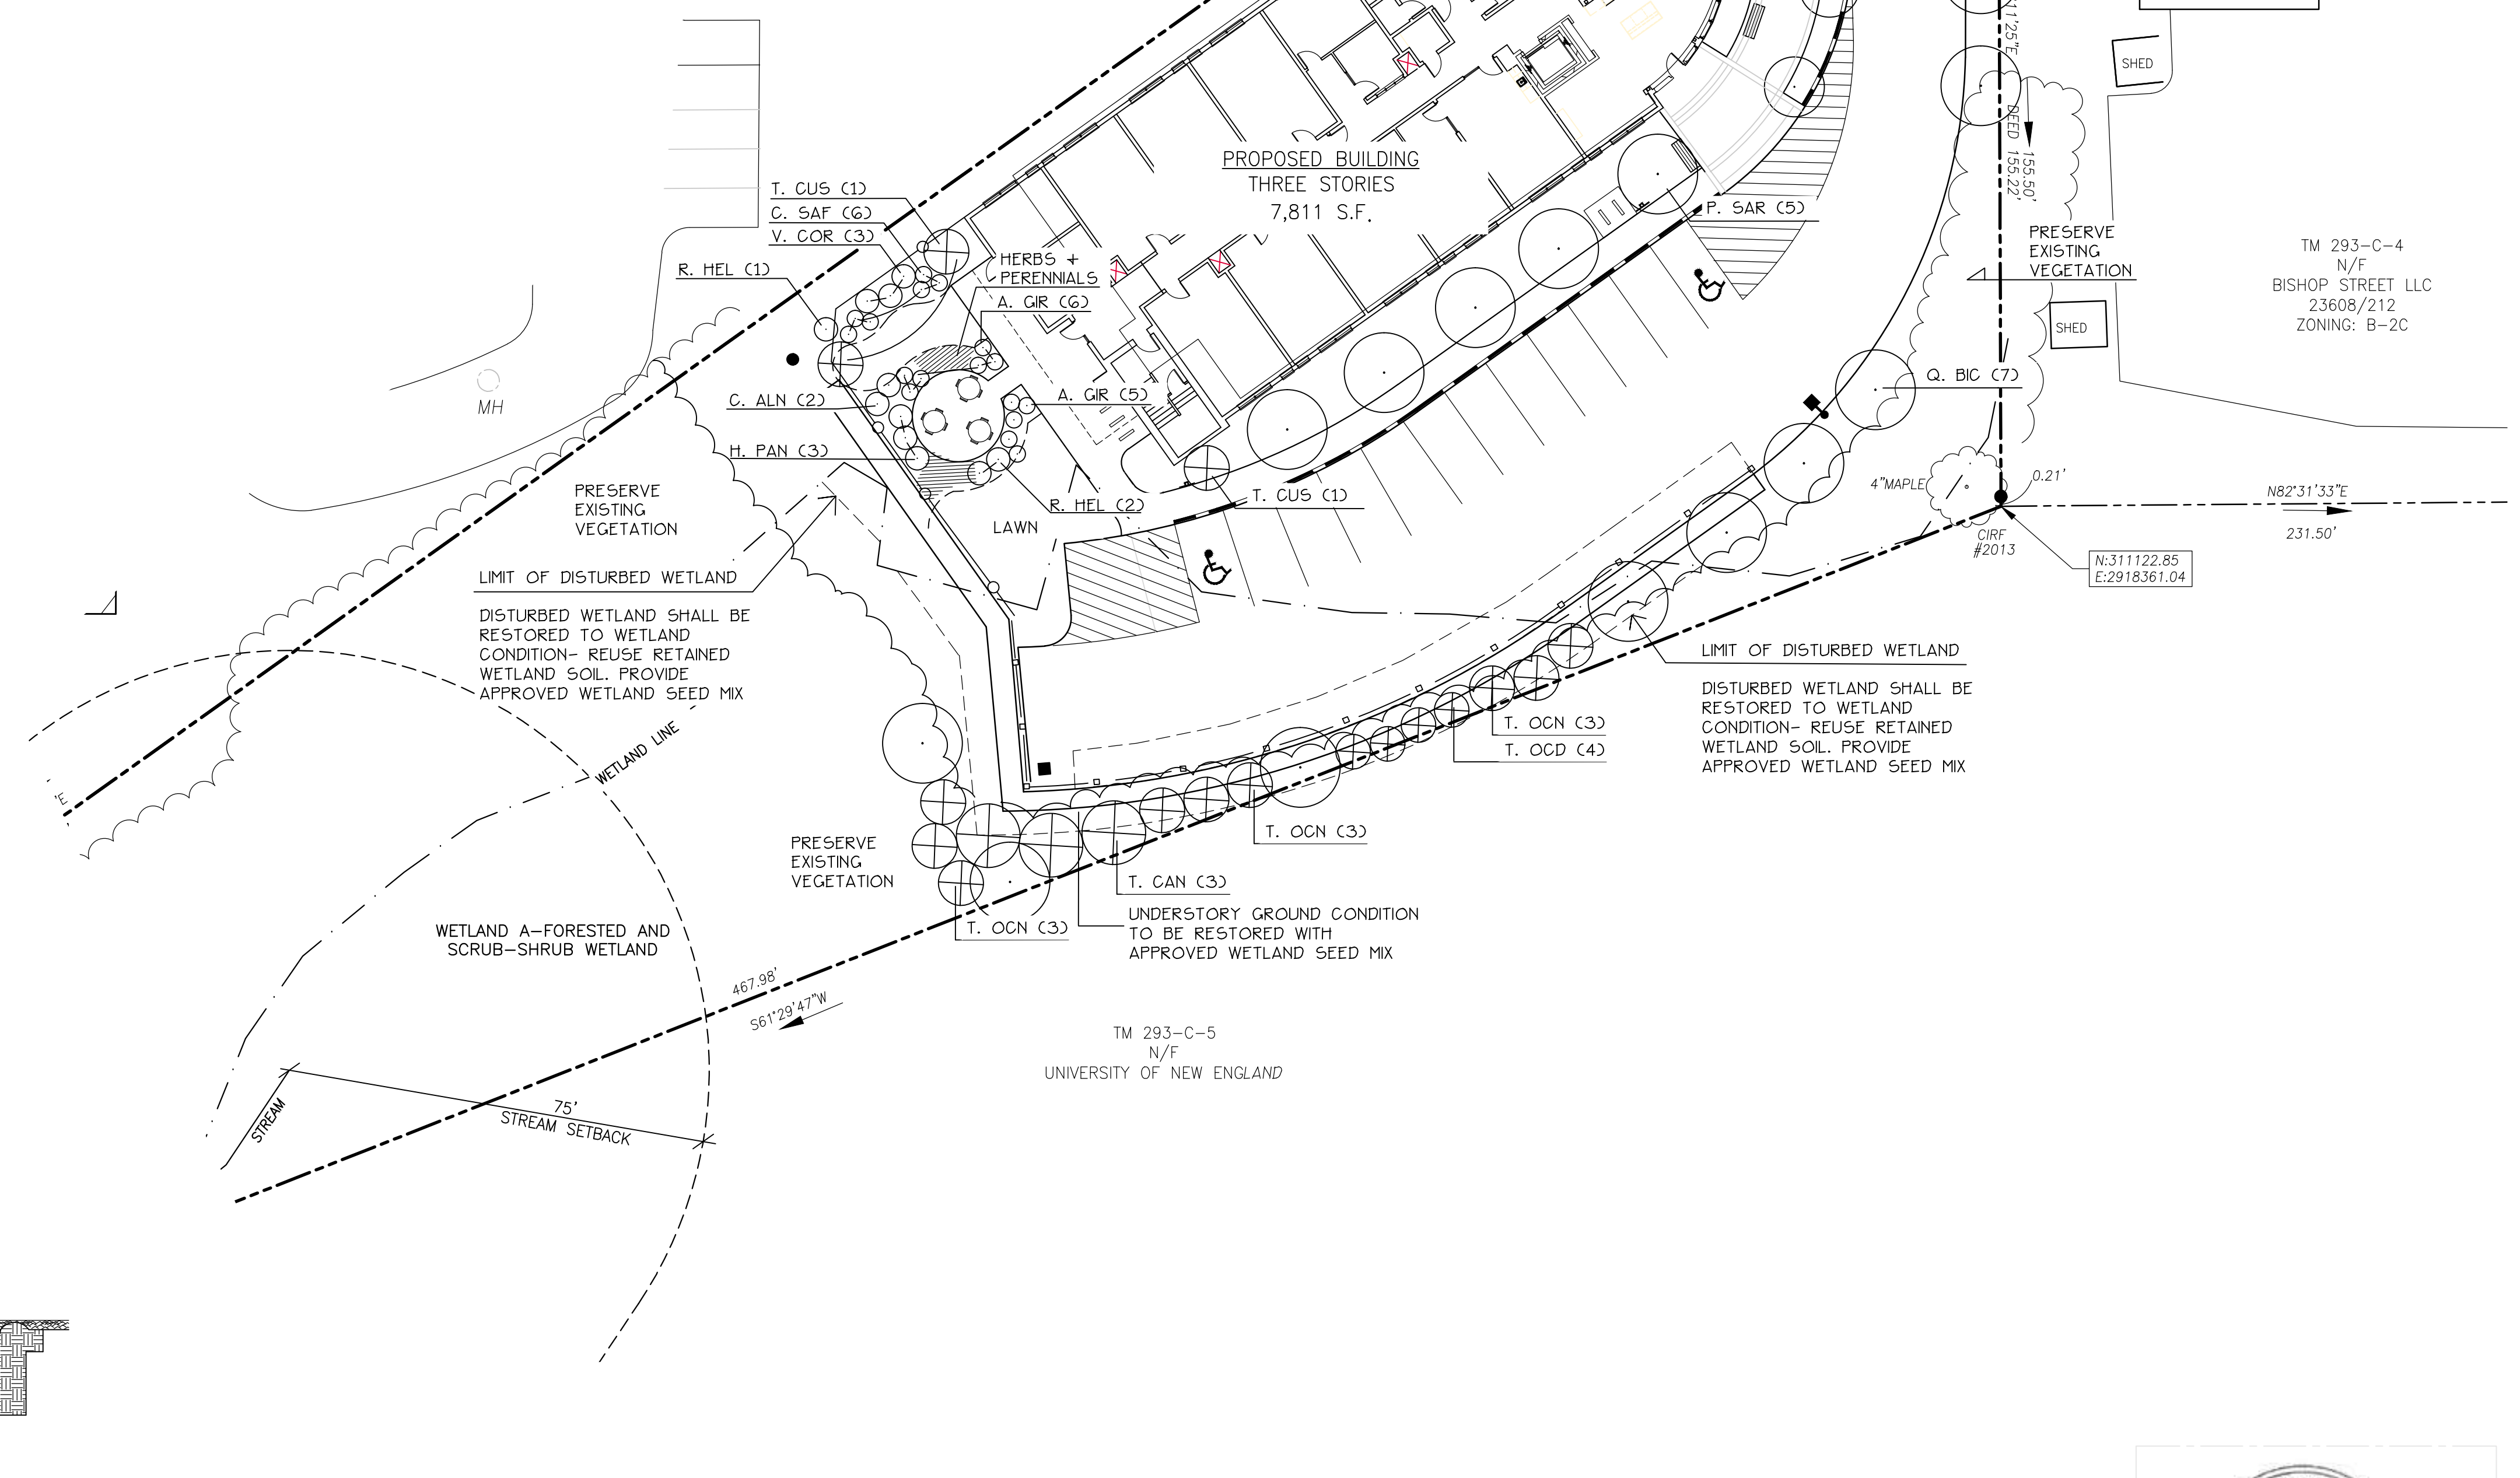 PROPOSED BUILDING
THREE STORIES
7,811 S.F.
T. CUS (1)
C. SAF (6)
V. COR (3)
R. HEL (1)
HERBS +
PERENNIALS
A. GIR (6)
A. GIR (5)
C. ALN (2)
H. PAN (3)
R. HEL (2)
T. CUS (1)
LAWN
P. SAR (5)
Q. BIC (7)
11'25"E
DEED 155.22'
155.50'
SHED
SHED
PRESERVE
EXISTING
VEGETATION
TM 293-C-4
N/F
BISHOP STREET LLC
23608/212
ZONING: B-2C
MH
PRESERVE
EXISTING
VEGETATION
LIMIT OF DISTURBED WETLAND
DISTURBED WETLAND SHALL BE
RESTORED TO WETLAND
CONDITION- REUSE RETAINED
WETLAND SOIL. PROVIDE
APPROVED WETLAND SEED MIX
4"MAPLE
0.21'
CIRF
#2013
N82°31'33"E
231.50'
N:311122.85
E:2918361.04
LIMIT OF DISTURBED WETLAND
DISTURBED WETLAND SHALL BE
RESTORED TO WETLAND
CONDITION- REUSE RETAINED
WETLAND SOIL. PROVIDE
APPROVED WETLAND SEED MIX
T. OCN (3)
T. OCD (4)
T. OCN (3)
T. CAN (3)
T. OCN (3)
UNDERSTORY GROUND CONDITION
TO BE RESTORED WITH
APPROVED WETLAND SEED MIX
PRESERVE
EXISTING
VEGETATION
WETLAND LINE
'E
WETLAND A-FORESTED AND
SCRUB-SHRUB WETLAND
467.98'
S61°29'47"W
TM 293-C-5
N/F
UNIVERSITY OF NEW ENGLAND
STREAM
75'
STREAM SETBACK